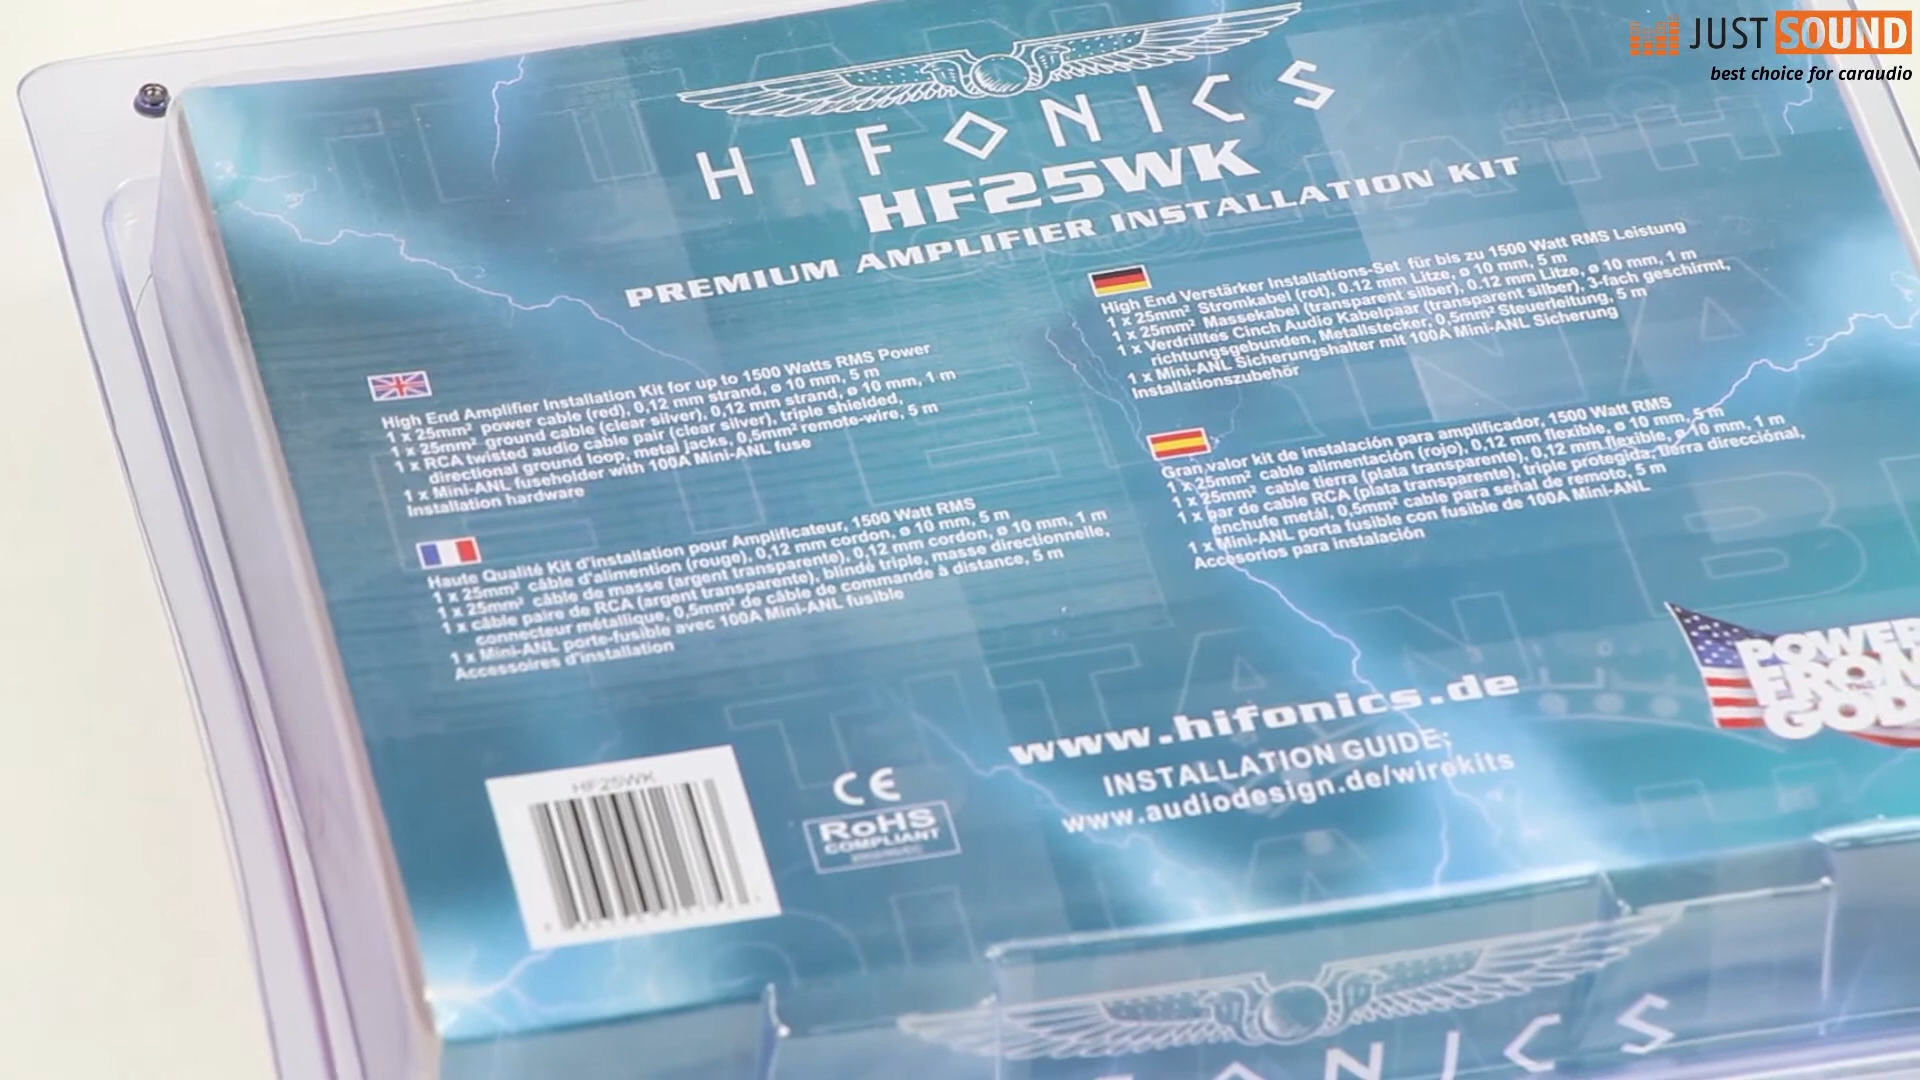 JUST SOUND
best choice for caraudio
HIFONICS
HF25WK
PREMIUM AMPLIFIER INSTALLATION KIT
High End Amplifier Installation Kit for up to 1500 Watts RMS Power
1 x 25mm² power cable (red), 0,12 mm strand, ø 10 mm, 5 m
1 x 25mm² ground cable (clear silver), 0,12 mm strand, ø 10 mm, 1 m
1 x RCA twisted audio cable pair (clear silver), triple shielded,
directional ground loop, metal jacks, 0,5mm² remote-wire, 5 m
1 x Mini-ANL fuseholder with 100A Mini-ANL fuse
Installation hardware
Haute Qualité Kit d'installation pour Amplificateur, 1500 Watt RMS
1 x 25mm² câble d'alimention (rouge), 0,12 mm cordon, ø 10 mm, 5 m
1 x 25mm² câble de masse (argent transparente), 0,12 mm cordon, ø 10 mm, 1 m
1 x câble paire de RCA (argent transparente), blindé triple, masse directionnelle,
connecteur métallique, 0,5mm² de câble de commande à distance, 5 m
1 x Mini-ANL porte-fusible avec 100A Mini-ANL fusible
Accessoires d'installation
High End Verstärker Installations-Set für bis zu 1500 Watt RMS Leistung
1 x 25mm² Stromkabel (rot), 0.12 mm Litze, ø 10 mm, 5 m
1 x 25mm² Massekabel (transparent silber), 0.12 mm Litze, ø 10 mm, 1 m
1 x Verdrilltes Cinch Audio Kabelpaar (transparent silber), 3-fach geschirmt,
richtungsgebunden, Metallstecker, 0,5mm² Steuerleitung, 5 m
1 x Mini-ANL Sicherungshalter mit 100A Mini-ANL Sicherung
Installationszubehör
Gran valor kit de instalación para amplificador, 1500 Watt RMS
1 x 25mm² cable alimentación (rojo), 0,12 mm flexible, ø 10 mm, 5 m
1 x 25mm² cable tierra (plata transparente), 0,12 mm flexible, ø 10 mm, 1 m
1 x par de cable RCA (plata transparente), triple protegida, tierra direcciónal,
enchufe metál, 0,5mm² cable para señal de remoto, 5 m
1 x Mini-ANL porta fusible con fusible de 100A Mini-ANL
Accesorios para instalación
POWER
FROM
GODS
www.hifonics.de
INSTALLATION GUIDE:
www.audiodesign.de/wirekits
HF25WK
CE
RoHS
COMPLIANT
ONICS